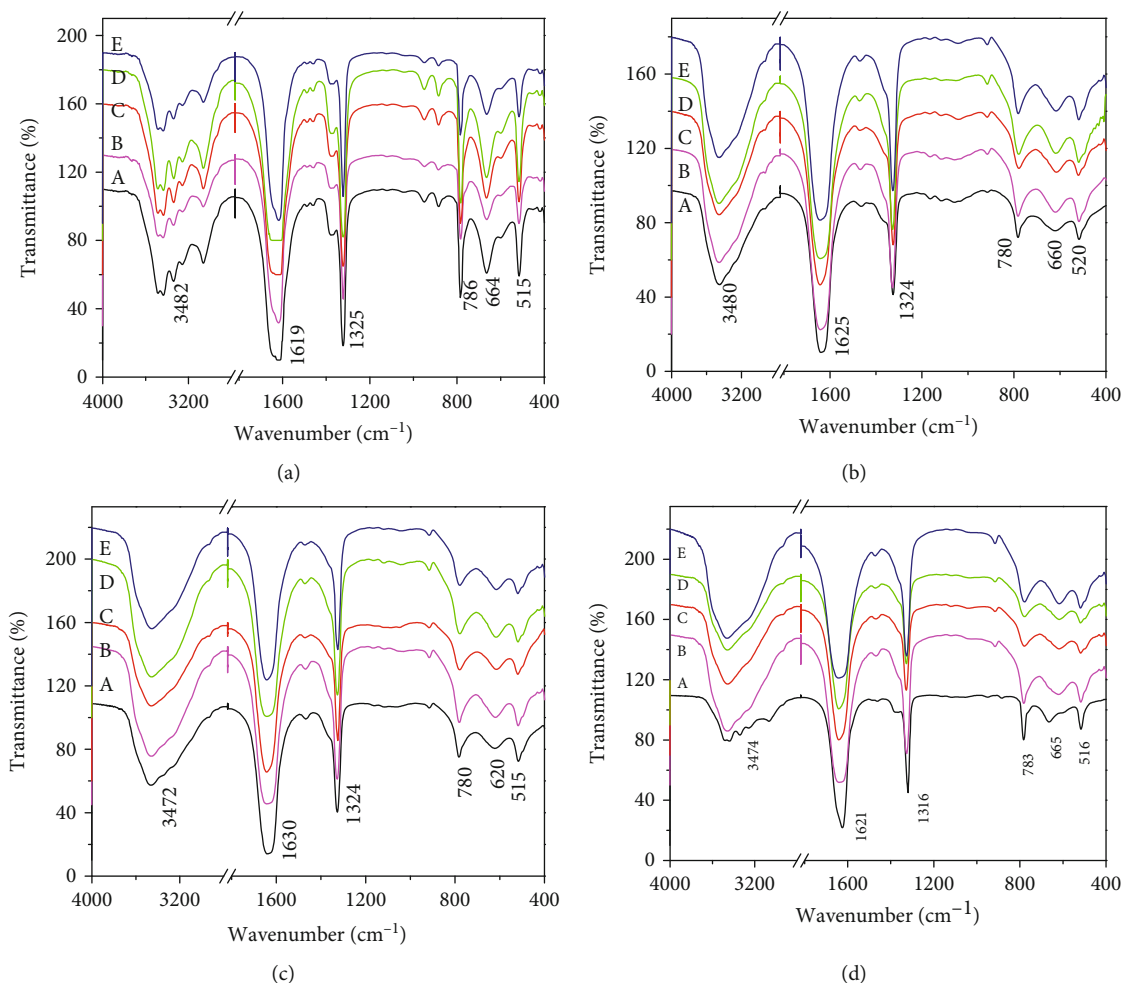 E
D
C
B
A
Transmittance (%)
200
160
120
80
40
0
3482
1619
1325
786
664
515
4000 3200 1600 1200 800 400
Wavenumber (cm⁻¹)
(a)
E
D
C
B
A
Transmittance (%)
160
120
80
40
0
3480
1625
1324
780
660
520
4000 3200 1600 1200 800 400
Wavenumber (cm⁻¹)
(b)
E
D
C
B
A
Transmittance (%)
200
160
120
80
40
0
3472
1630
1324
780
620
515
4000 3200 1600 1200 800 400
Wavenumber (cm⁻¹)
(c)
E
D
C
B
A
Transmittance (%)
200
160
120
80
40
0
3474
1621
1316
783
665
516
4000 3200 1600 1200 800 400
Wavenumber (cm⁻¹)
(d)